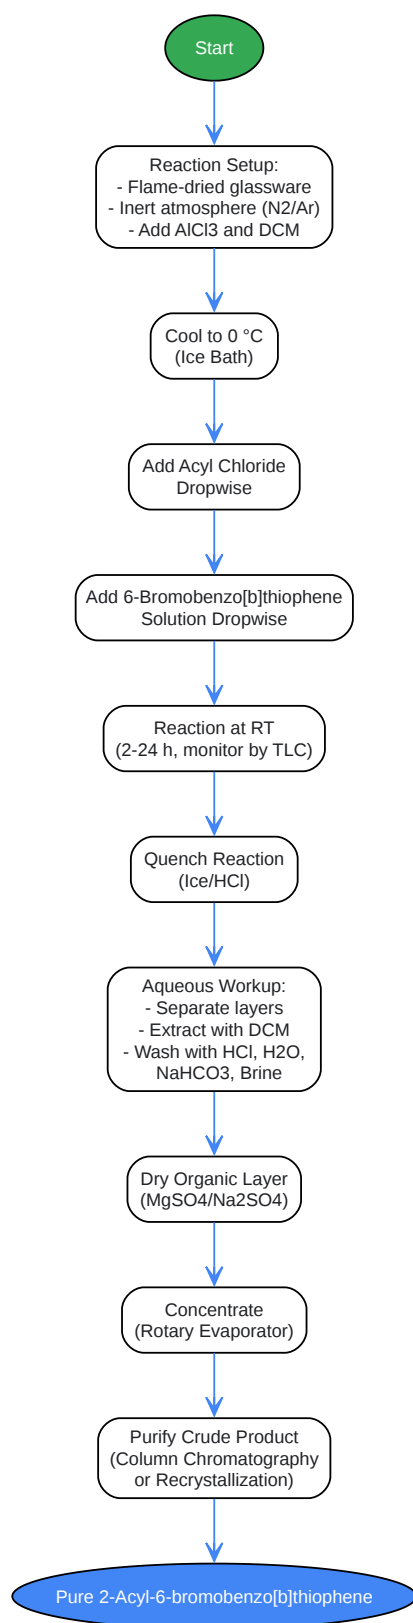 Start
Reaction Setup:
- Flame-dried glassware
- Inert atmosphere (N2/Ar)
- Add AlCl3 and DCM
Cool to 0 °C
(Ice Bath)
Add Acyl Chloride
Dropwise
Add 6-Bromobenzo[b]thiophene
Solution Dropwise
Reaction at RT
(2-24 h, monitor by TLC)
Quench Reaction
(Ice/HCl)
Aqueous Workup:
- Separate layers
- Extract with DCM
- Wash with HCl, H2O,
NaHCO3, Brine
Dry Organic Layer
(MgSO4/Na2SO4)
Concentrate
(Rotary Evaporator)
Purify Crude Product
(Column Chromatography
or Recrystallization)
Pure 2-Acyl-6-bromobenzo[b]thiophene